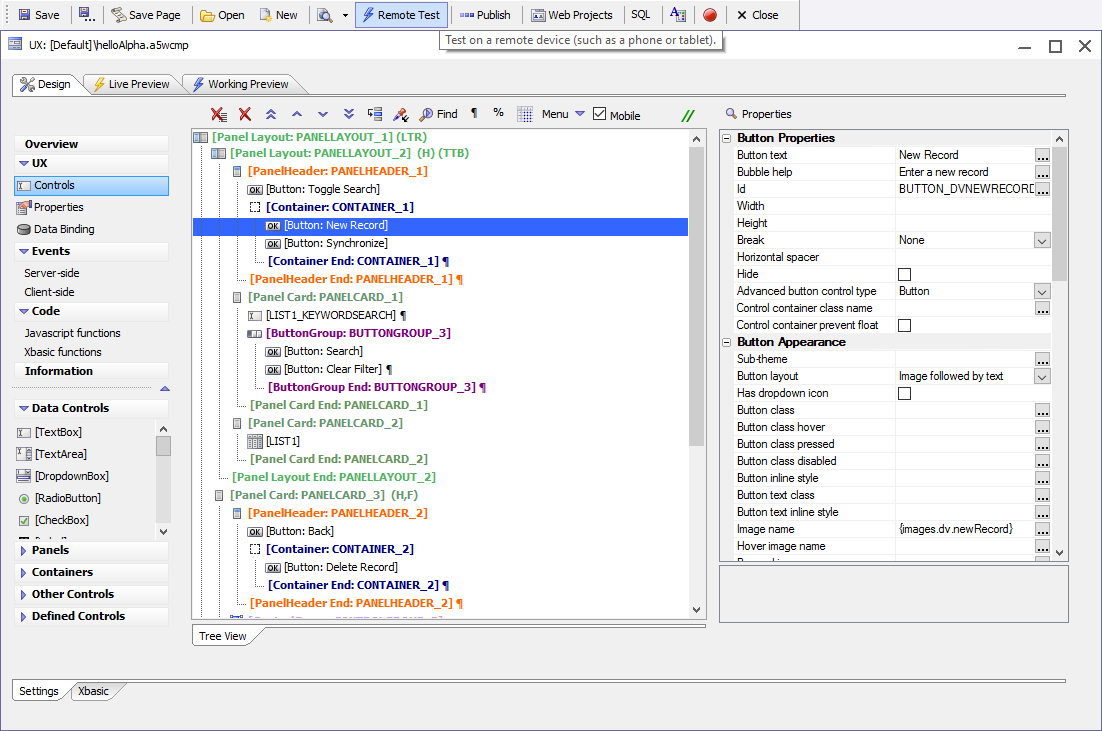 Save Save Page Open New Remote Test Publish Web Projects SQL Close
UX: [Default]\helloAlpha.a5wcmp
Test on a remote device (such as a phone or tablet).
Design Live Preview Working Preview
Find ¶ % Menu Mobile
Overview
UX
Controls
Properties
Data Binding
Events
Server-side
Client-side
Code
Javascript functions
Xbasic functions
Information
Data Controls
[TextBox]
[TextArea]
[DropdownBox]
[RadioButton]
[CheckBox]
Panels
Containers
Other Controls
Defined Controls
[Panel Layout: PANELLAYOUT_1] (LTR)
[Panel Layout: PANELLAYOUT_2] (H) (TTB)
[PanelHeader: PANELHEADER_1]
OK [Button: Toggle Search]
[Container: CONTAINER_1]
OK [Button: New Record]
OK [Button: Synchronize]
[Container End: CONTAINER_1] ¶
[PanelHeader End: PANELHEADER_1] ¶
[Panel Card: PANELCARD_1]
[LIST1_KEYWORDSEARCH] ¶
[ButtonGroup: BUTTONGROUP_3]
OK [Button: Search]
OK [Button: Clear Filter] ¶
[ButtonGroup End: BUTTONGROUP_3] ¶
[Panel Card End: PANELCARD_1]
[Panel Card: PANELCARD_2]
[LIST1]
[Panel Card End: PANELCARD_2]
[Panel Layout End: PANELLAYOUT_2]
[Panel Card: PANELCARD_3] (H,F)
[PanelHeader: PANELHEADER_2]
OK [Button: Back]
[Container: CONTAINER_2]
OK [Button: Delete Record]
[Container End: CONTAINER_2] ¶
[PanelHeader End: PANELHEADER_2] ¶
Tree View
Properties
Button Properties
Button text New Record ...
Bubble help Enter a new record ...
Id BUTTON_DVNEWRECORD ...
Width
Height
Break None
Horizontal spacer
Hide
Advanced button control type Button
Control container class name ...
Control container prevent float
Button Appearance
Sub-theme ...
Button layout Image followed by text
Has dropdown icon
Button class ...
Button class hover ...
Button class pressed ...
Button class disabled ...
Button inline style ...
Button text class ...
Button text inline style ...
Image name {images.dv.newRecord} ...
Hover image name ...
Settings Xbasic